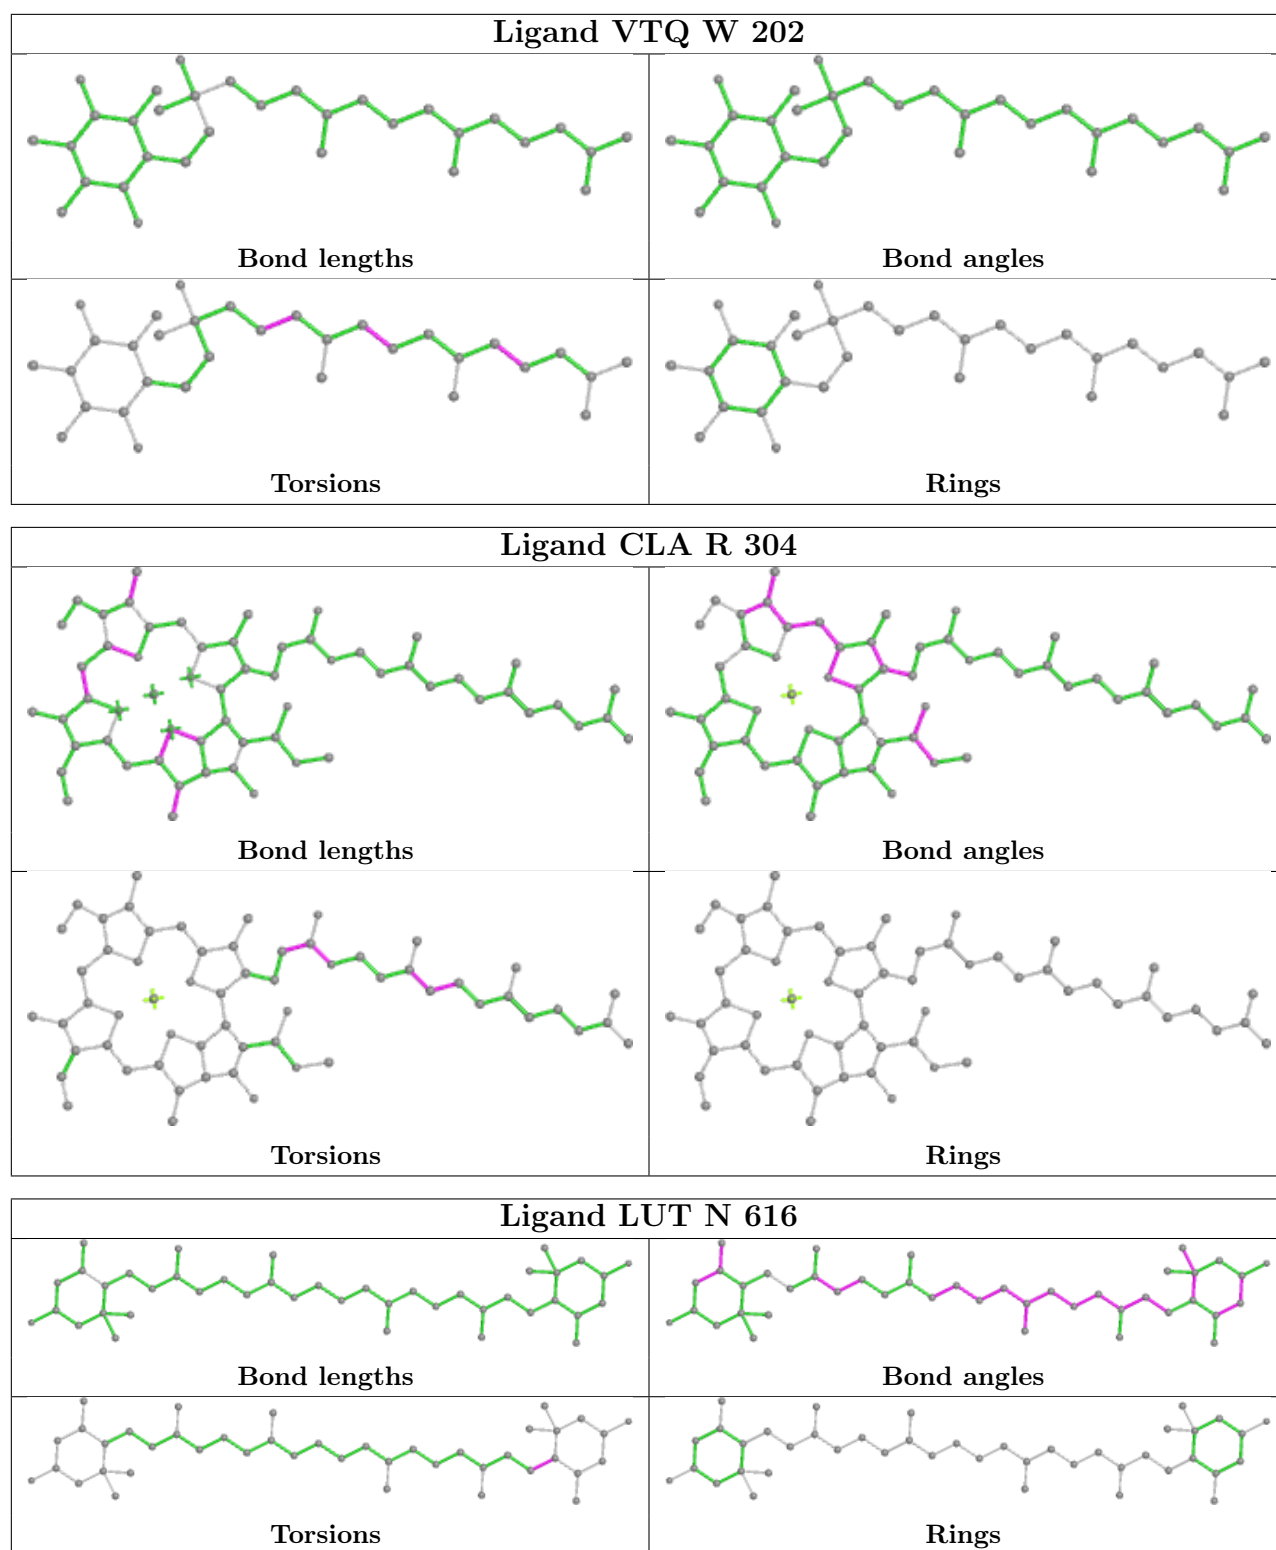 Ligand VTQ W 202
Bond lengths
Bond angles
Torsions
Rings
Ligand CLA R 304
Bond lengths
Bond angles
Torsions
Rings
Ligand LUT N 616
Bond lengths
Bond angles
Torsions
Rings